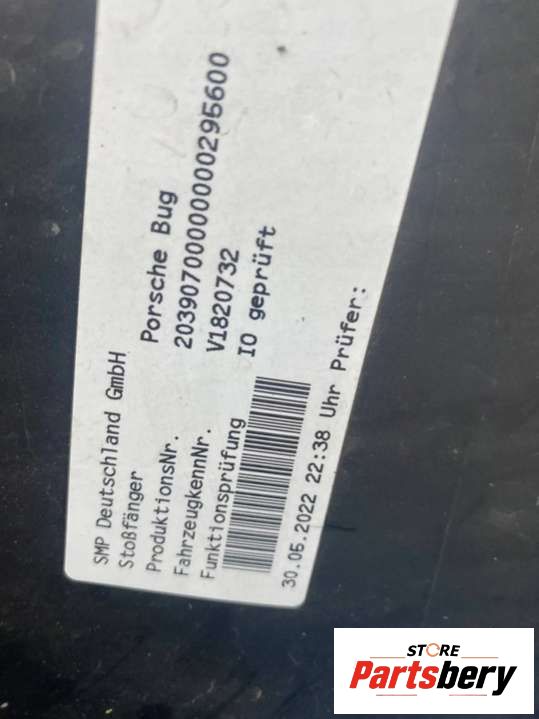 SMP Deutschland GmbH
Stoßfänger Porsche Bug
ProduktionsNr. 2039070000000000295600
FahrzeugkennNr. V1820732
Funktionsprüfung IO geprüft
30.05.2022 22:38 Uhr Prüfer:
STORE
Partsbery